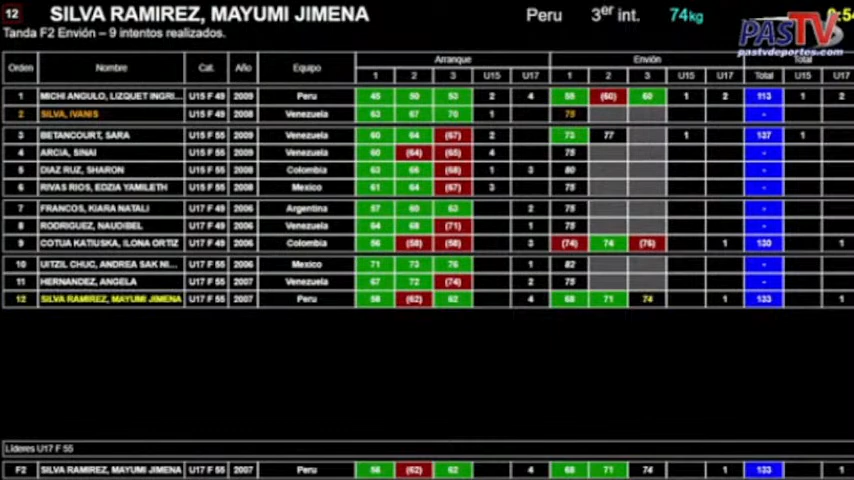 12 SILVA RAMIREZ, MAYUMI JIMENA Peru 3er int. 74kg
Tanda F2 Envión – 9 intentos realizados.
PASTV
pastvdeportes.com
Orden Nombre Cat. Año Equipo Arranque Envión Total
1 2 3 U15 U17 1 2 3 U15 U17 Total U15 U17
1 MICHI ANGULO, LIZQUET INGRI... U15 F 49 2009 Peru 45 50 53 2 4 55 (60) 60 1 2 113 1 2
2 SILVA, IVANIS U15 F 49 2008 Venezuela 63 67 70 1 75 -
3 BETANCOURT, SARA U15 F 55 2009 Venezuela 60 64 (67) 2 73 77 1 137 1
4 ARCIA, SINAI U15 F 55 2009 Venezuela 60 (64) (65) 4 75 -
5 DIAZ RUZ, SHARON U15 F 55 2008 Colombia 63 66 (68) 1 3 80 -
6 RIVAS RIOS, EDZIA YAMILETH U15 F 55 2008 Mexico 61 64 (67) 3 75 -
7 FRANCOS, KIARA NATALI U17 F 49 2006 Argentina 57 60 63 2 75 -
8 RODRIGUEZ, NAUDIBEL U17 F 49 2006 Venezuela 64 68 (71) 1 75 -
9 COTUA KATIUSKA, ILONA ORTIZ U17 F 49 2006 Colombia 56 (58) (58) 3 (74) 74 (76) 1 130 1
10 UITZIL CHUC, ANDREA SAK NI... U17 F 55 2006 Mexico 71 73 76 1 82 -
11 HERNANDEZ, ANGELA U17 F 55 2007 Venezuela 67 72 (74) 2 75 -
12 SILVA RAMIREZ, MAYUMI JIMENA U17 F 55 2007 Peru 58 (62) 62 4 68 71 74 1 133 1
Líderes U17 F 55
F2 SILVA RAMIREZ, MAYUMI JIMENA U17 F 55 2007 Peru 58 (62) 62 4 68 71 74 1 133 1